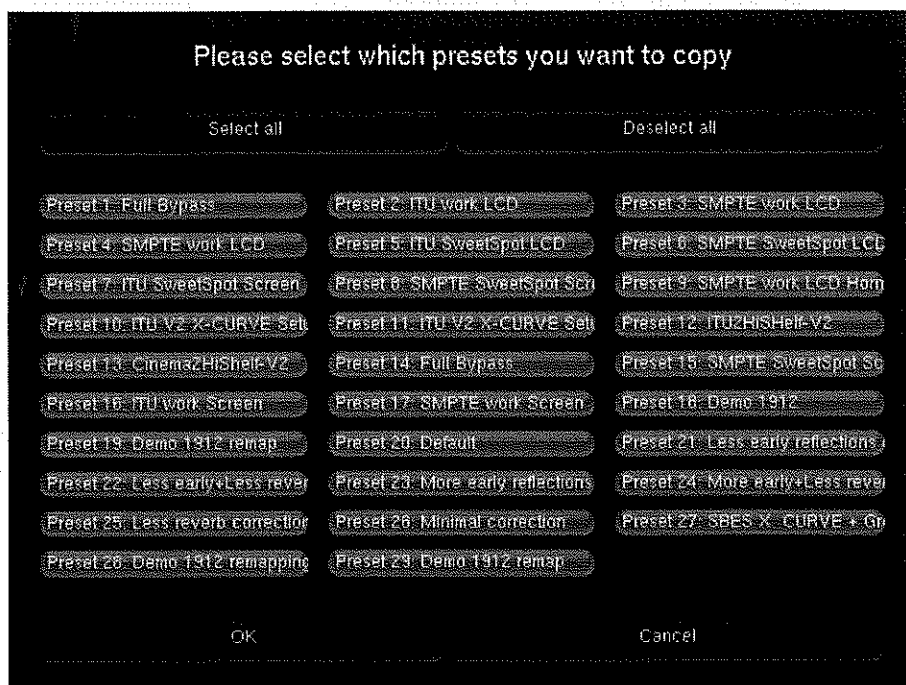 Please select which presets you want to copy
Select all Deselect all
Preset 1: Full Bypass Preset 2: ITU work LCD Preset 3: SMPTE work LCD
Preset 4: SMPTE work LCD Preset 5: ITU SweetSpot LCD Preset 6: SMPTE SweetSpot LCD
Preset 7: ITU SweetSpot Screen Preset 8: SMPTE SweetSpot Scr Preset 9: SMPTE work LCD Hom
Preset 10: ITU V2 X-CURVE Setu Preset 11: ITU V2 X-CURVE Setu Preset 12: ITU2HiSHelf-V2
Preset 13: Cinema2HiShelf-V2 Preset 14: Full Bypass Preset 15: SMPTE SweetSpot Sc
Preset 16: ITU work Screen Preset 17: SMPTE work Screen Preset 18: Demo 1912
Preset 19: Demo 1912 remap Preset 20: Default Preset 21: Less early reflections
Preset 22: Less early+Less rever Preset 23: More early reflections Preset 24: More early+Less rever
Preset 25: Less reverb correction Preset 26: Minimal correction Preset 27: SBES X CURVE + Gr
Preset 28: Demo 1912 remapping Preset 29: Demo 1912 remap
OK Cancel